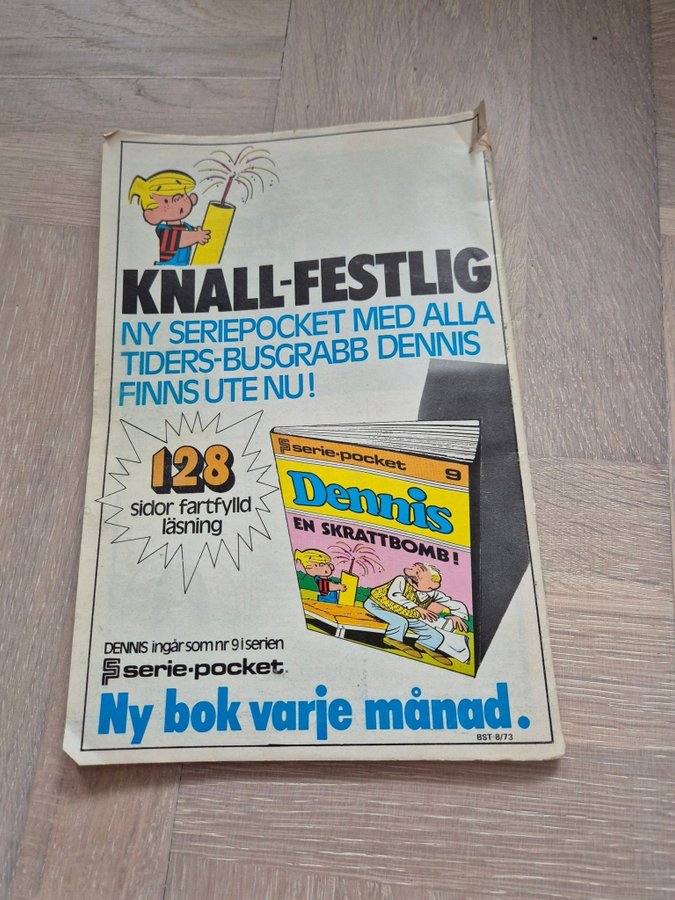 KNALL-FESTLIG
NY SERIEPOCKET MED ALLA
TIDERS-BUSGRABB DENNIS
FINNS UTE NU!
128
sidor fartfylld
läsning
serie-pocket 9
Dennis
EN SKRATTBOMB!
DENNIS ingår som nr 9 i serien
serie-pocket
Ny bok varje månad.
BST 8/73